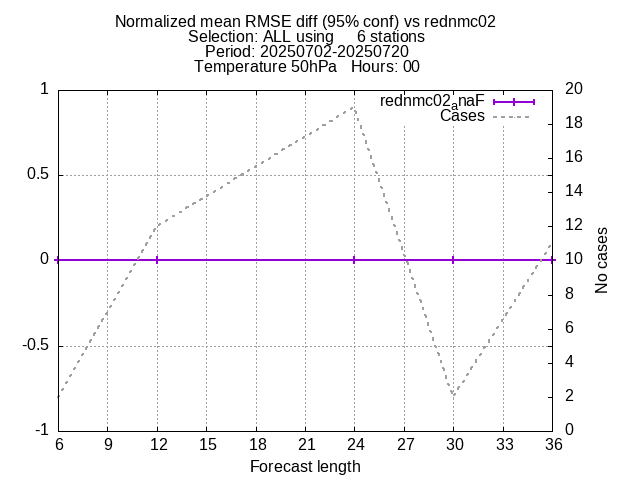 Normalized mean RMSE diff (95% conf) vs rednmc02
Selection: ALL using     6 stations
Period: 20250702-20250720
Temperature 50hPa   Hours: 00
rednmc02anaF
Cases
1
0.5
0
-0.5
-1
20
18
16
14
12
10
8
6
4
2
0
No cases
6 9 12 15 18 21 24 27 30 33 36
Forecast length